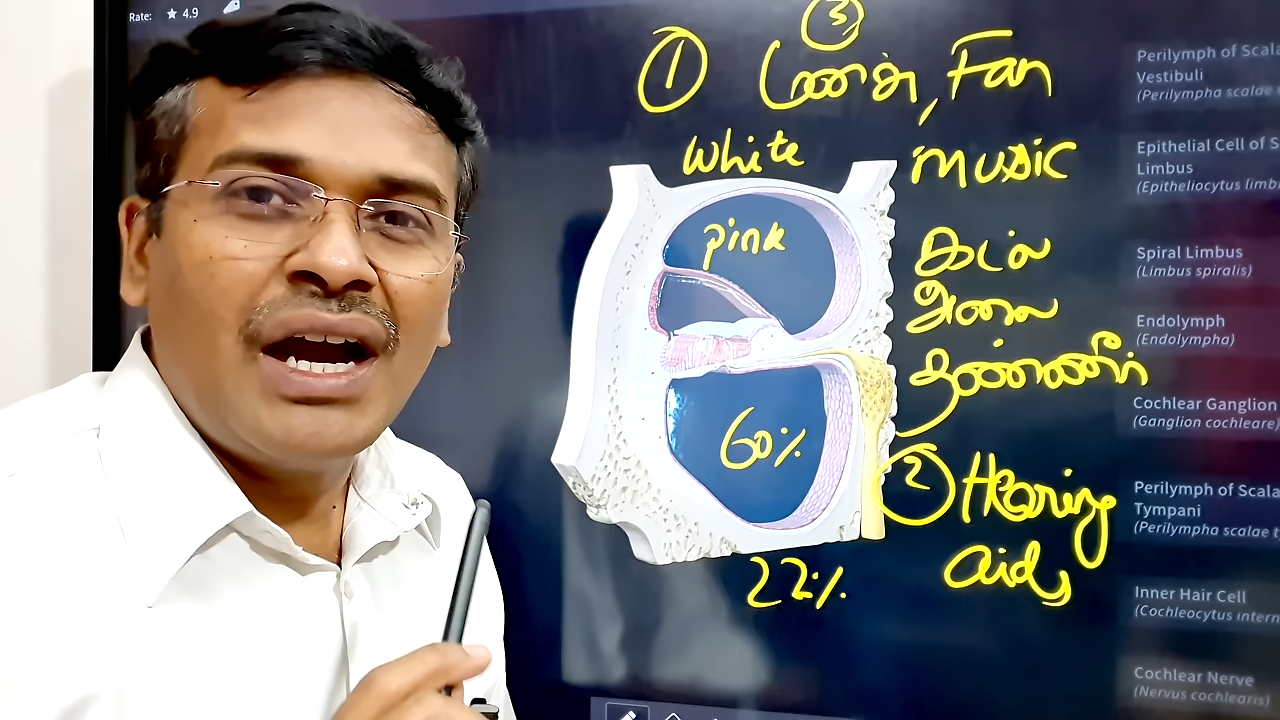 Rate: ★ 4.9
3
1
Fan
white
music
pink
கடல்
அலை
தண்ணீர்
60%
2 Hearing
aid,
22%
Perilymph of Scala
Vestibuli
(Perilympha scalae
Epithelial Cell of S
Limbus
(Epitheliocytus limb
Spiral Limbus
(Limbus spiralis)
Endolymph
(Endolympha)
Cochlear Ganglion
(Ganglion cochleare)
Perilymph of Scala
Tympani
(Perilympha scalae t
Inner Hair Cell
(Cochleocytus intern
Cochlear Nerve
(Nervus cochlearis)